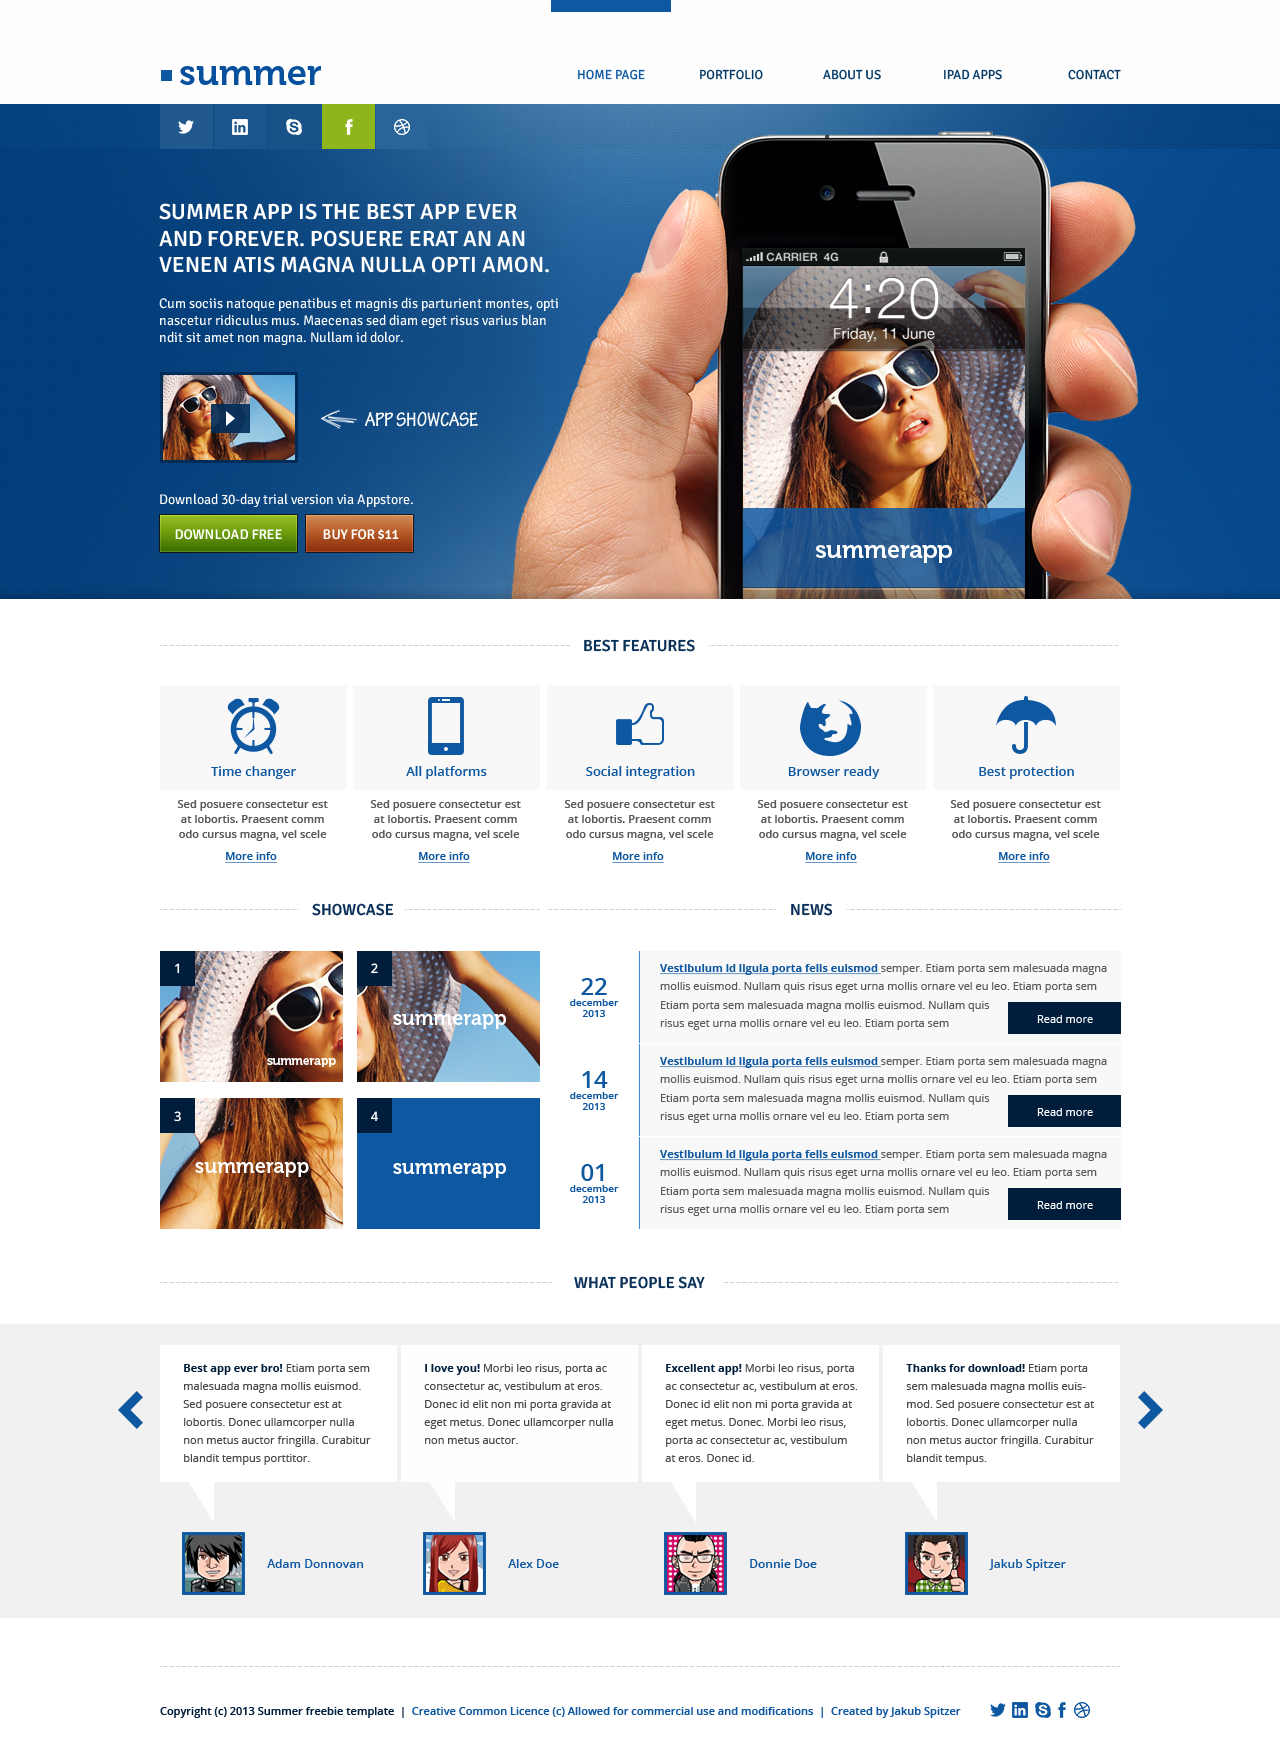 summer
HOME PAGE
PORTFOLIO
ABOUT US
IPAD APPS
CONTACT
SUMMER APP IS THE BEST APP EVER
AND FOREVER. POSUERE ERAT AN AN
VENEN ATIS MAGNA NULLA OPTI AMON.
Cum sociis natoque penatibus et magnis dis parturient montes, opti
nascetur ridiculus mus. Maecenas sed diam eget risus varius blan
ndit sit amet non magna. Nullam id dolor.
APP SHOWCASE
Download 30-day trial version via Appstore.
DOWNLOAD FREE
BUY FOR $11
CARRIER 4G
4:20
Friday, 11 June
summerapp
BEST FEATURES
Time changer
Sed posuere consectetur est
at lobortis. Praesent comm
odo cursus magna, vel scele
More info
All platforms
Sed posuere consectetur est
at lobortis. Praesent comm
odo cursus magna, vel scele
More info
Social integration
Sed posuere consectetur est
at lobortis. Praesent comm
odo cursus magna, vel scele
More info
Browser ready
Sed posuere consectetur est
at lobortis. Praesent comm
odo cursus magna, vel scele
More info
Best protection
Sed posuere consectetur est
at lobortis. Praesent comm
odo cursus magna, vel scele
More info
SHOWCASE
1
summerapp
2
summerapp
3
summerapp
4
summerapp
NEWS
22
december
2013
Vestibulum id ligula porta felis euismod semper. Etiam porta sem malesuada magna
mollis euismod. Nullam quis risus eget urna mollis ornare vel eu leo. Etiam porta sem
Etiam porta sem malesuada magna mollis euismod. Nullam quis
risus eget urna mollis ornare vel eu leo. Etiam porta sem
Read more
14
december
2013
Vestibulum id ligula porta felis euismod semper. Etiam porta sem malesuada magna
mollis euismod. Nullam quis risus eget urna mollis ornare vel eu leo. Etiam porta sem
Etiam porta sem malesuada magna mollis euismod. Nullam quis
risus eget urna mollis ornare vel eu leo. Etiam porta sem
Read more
01
december
2013
Vestibulum id ligula porta felis euismod semper. Etiam porta sem malesuada magna
mollis euismod. Nullam quis risus eget urna mollis ornare vel eu leo. Etiam porta sem
Etiam porta sem malesuada magna mollis euismod. Nullam quis
risus eget urna mollis ornare vel eu leo. Etiam porta sem
Read more
WHAT PEOPLE SAY
Best app ever bro! Etiam porta sem
malesuada magna mollis euismod.
Sed posuere consectetur est at
lobortis. Donec ullamcorper nulla
non metus auctor fringilla. Curabitur
blandit tempus porttitor.
Adam Donnovan
I love you! Morbi leo risus, porta ac
consectetur ac, vestibulum at eros.
Donec id elit non mi porta gravida at
eget metus. Donec ullamcorper nulla
non metus auctor.
Alex Doe
Excellent app! Morbi leo risus, porta
ac consectetur ac, vestibulum at eros.
Donec id elit non mi porta gravida at
eget metus. Donec. Morbi leo risus,
porta ac consectetur ac, vestibulum
at eros. Donec id.
Donnie Doe
Thanks for download! Etiam porta
sem malesuada magna mollis euis-
mod. Sed posuere consectetur est at
lobortis. Donec ullamcorper nulla
non metus auctor fringilla. Curabitur
blandit tempus.
Jakub Spitzer
Copyright (c) 2013 Summer freebie template | Creative Common Licence (c) Allowed for commercial use and modifications | Created by Jakub Spitzer